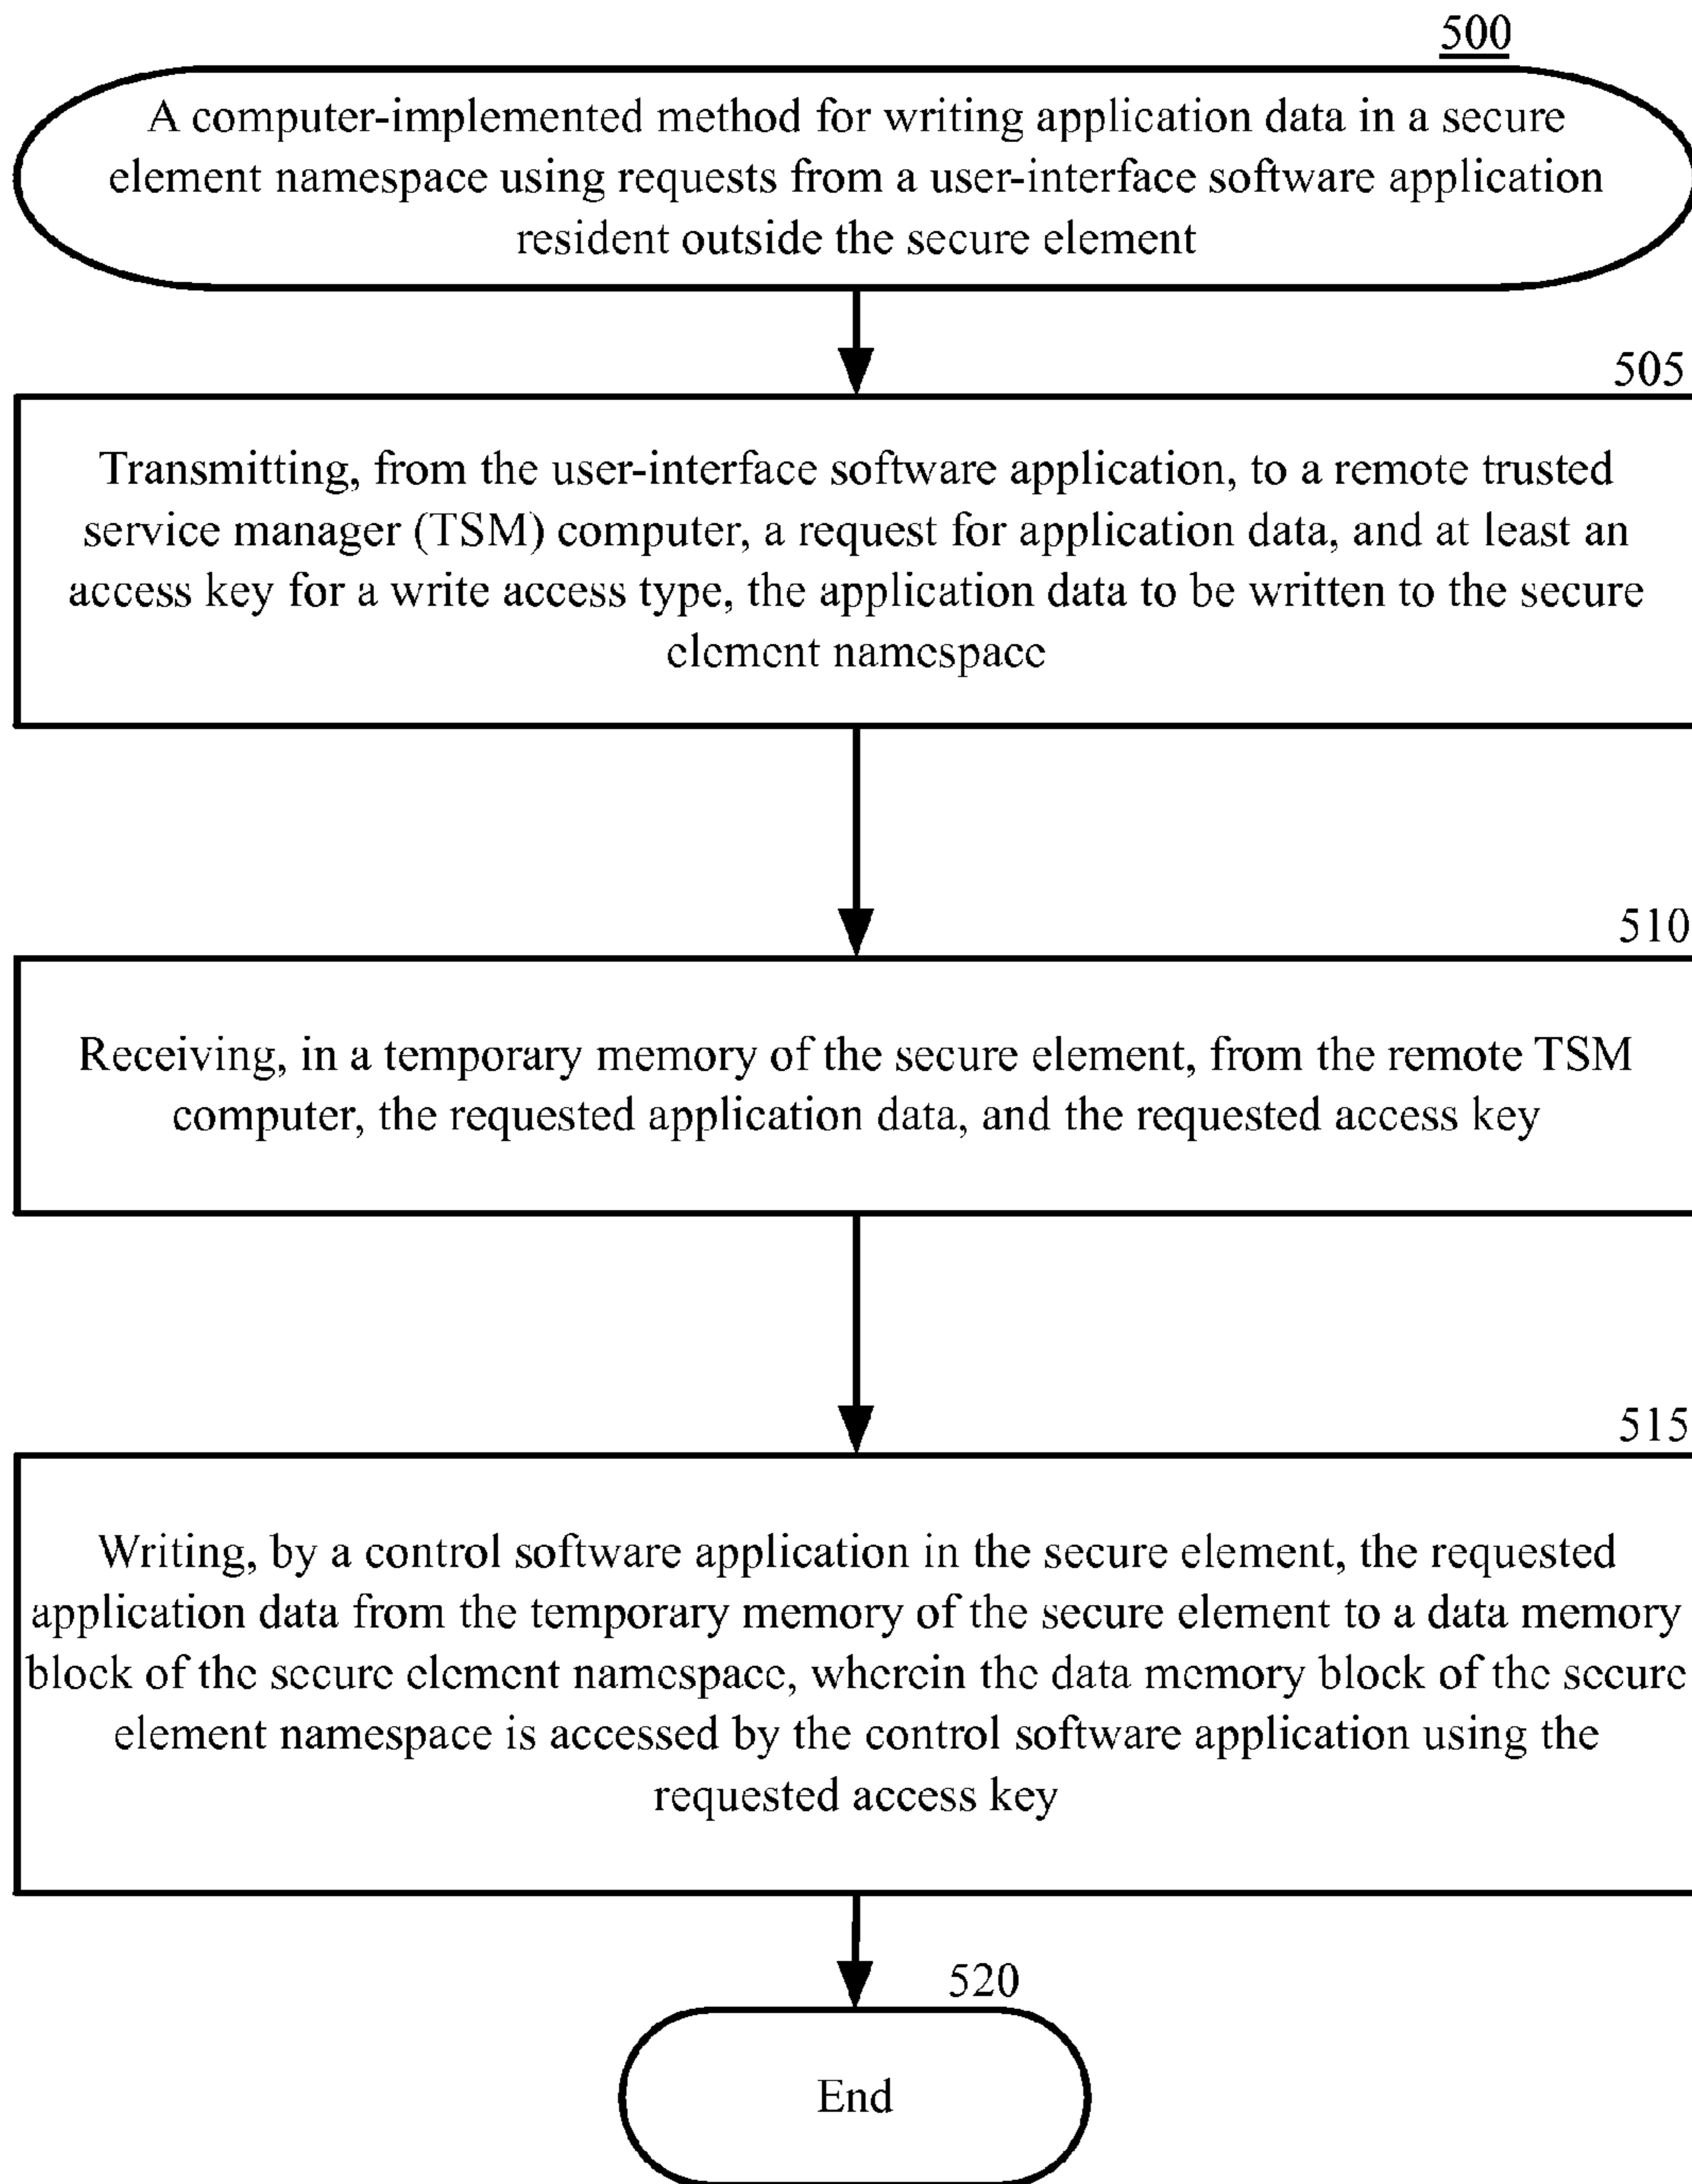 500
A computer-implemented method for writing application data in a secure
element namespace using requests from a user-interface software application
resident outside the secure element
505
Transmitting, from the user-interface software application, to a remote trusted
service manager (TSM) computer, a request for application data, and at least an
access key for a write access type, the application data to be written to the secure
element namespace
510
Receiving, in a temporary memory of the secure element, from the remote TSM
computer, the requested application data, and the requested access key
515
Writing, by a control software application in the secure element, the requested
application data from the temporary memory of the secure element to a data memory
block of the secure element namespace, wherein the data memory block of the secure
element namespace is accessed by the control software application using the
requested access key
520
End